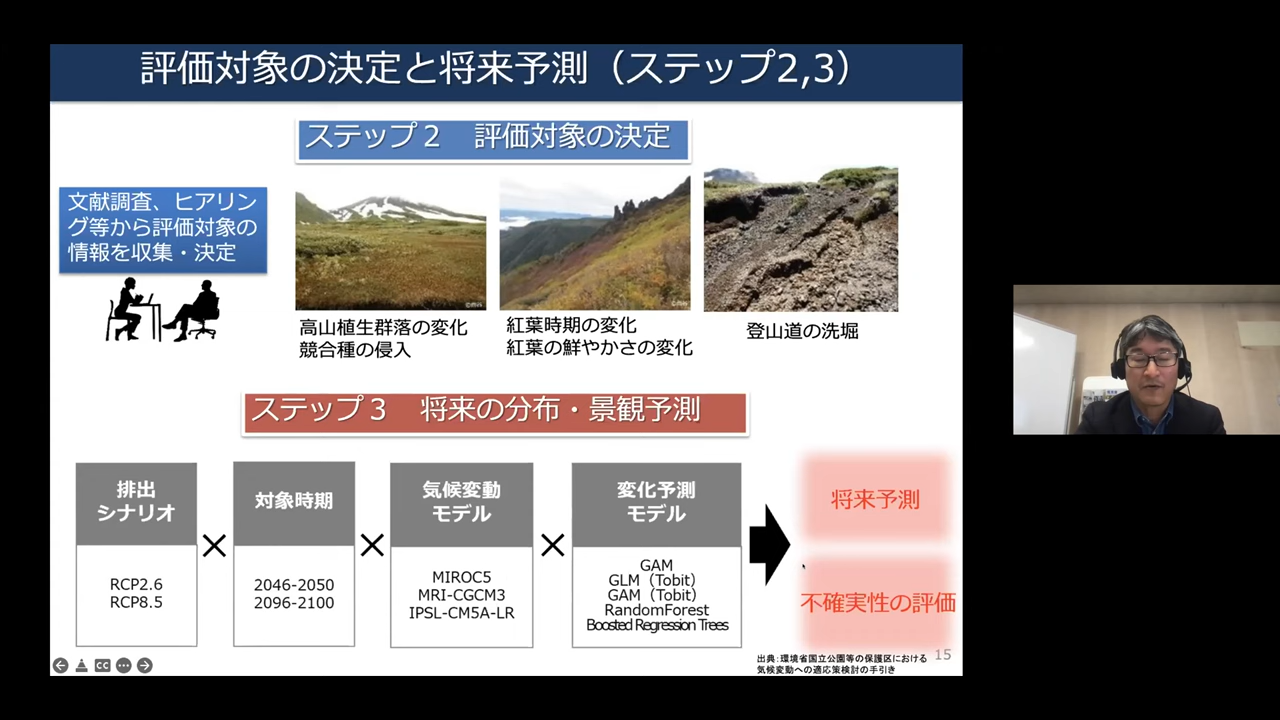 評価対象の決定と将来予測（ステップ2,3）
ステップ２　評価対象の決定
文献調査、ヒアリン
グ等から評価対象の
情報を収集・決定
高山植生群落の変化
競合種の侵入
紅葉時期の変化
紅葉の鮮やかさの変化
登山道の洗堀
ステップ３　将来の分布・景観予測
排出
シナリオ
RCP2.6
RCP8.5
×
対象時期
2046-2050
2096-2100
×
気候変動
モデル
MIROC5
MRI-CGCM3
IPSL-CM5A-LR
×
変化予測
モデル
GAM
GLM（Tobit）
GAM（Tobit）
RandomForest
Boosted Regression Trees
将来予測
不確実性の評価
出典：環境省国立公園等の保護区における
気候変動への適応策検討の手引き
15
CC